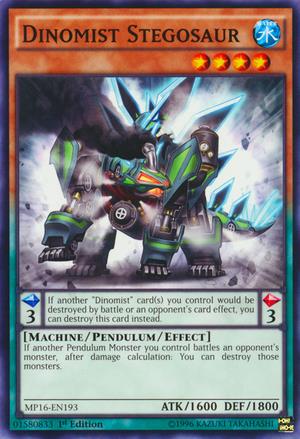 DINOMIST STEGOSAUR
WATER
水
3
If another "Dinomist" card(s) you control would be
destroyed by battle or an opponent's card effect, you
can destroy this card instead.
3
[MACHINE/PENDULUM/EFFECT]
If another Pendulum Monster you control battles an opponent's
monster, after damage calculation: You can destroy those
monsters.
MP16-EN193
ATK/1600 DEF/1800
01580833
1st Edition
©1996 KAZUKI TAKAHASHI